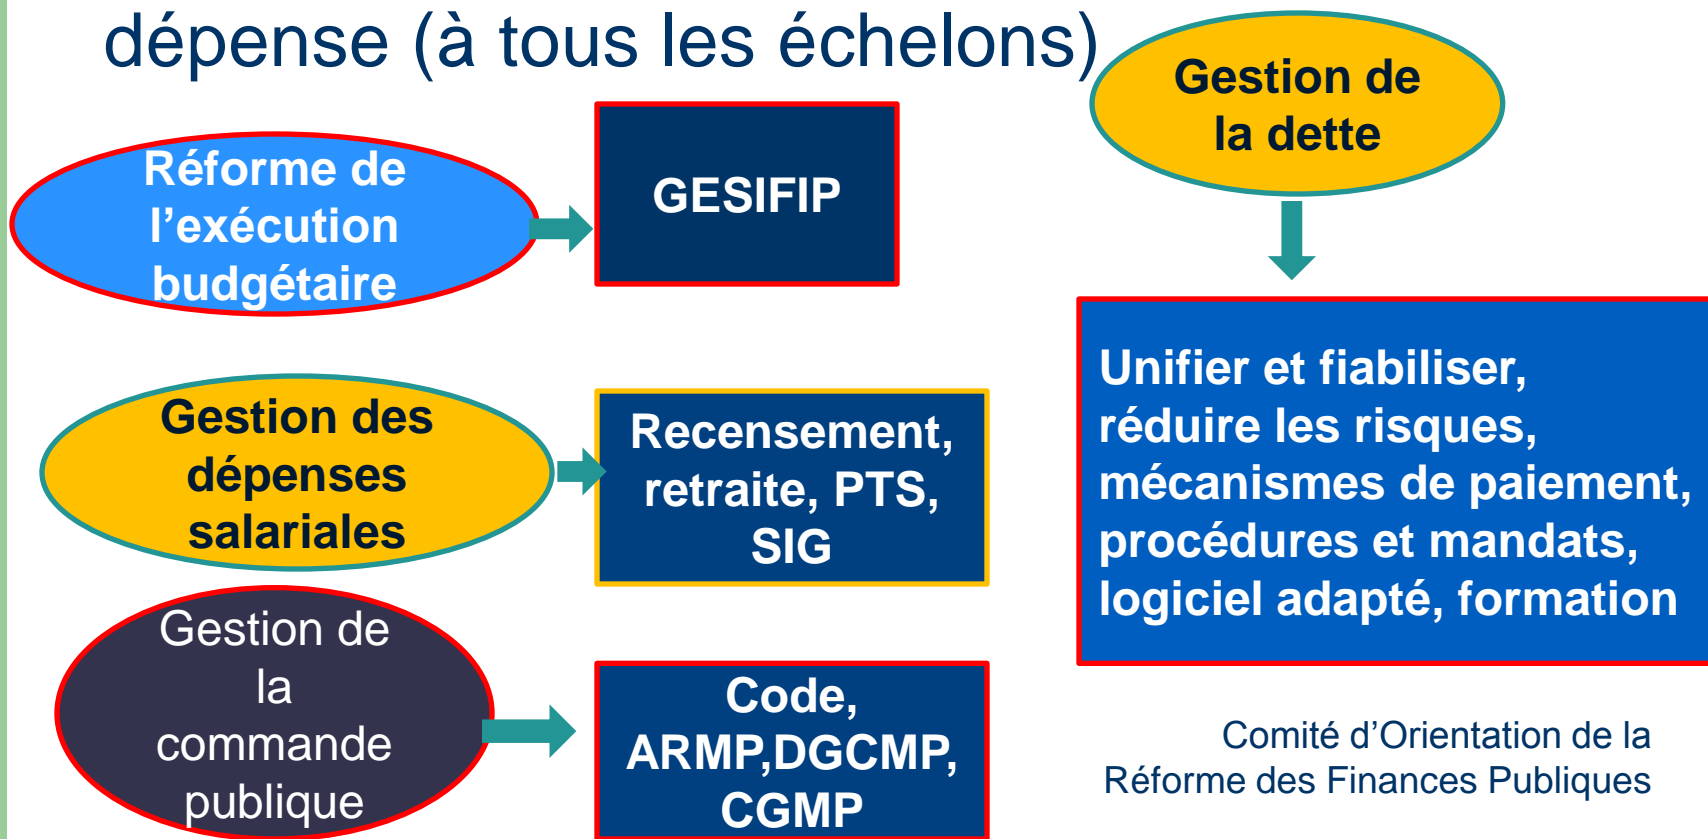 dépense (à tous les échelons)
Réforme de
l’exécution
budgétaire
GESIFIP
Gestion de
la dette
Gestion des
dépenses
salariales
Recensement,
retraite, PTS,
SIG
Unifier et fiabiliser,
réduire les risques,
mécanismes de paiement,
procédures et mandats,
logiciel adapté, formation
Gestion de
la
commande
publique
Code,
ARMP,DGCMP,
CGMP
Comité d’Orientation de la
Réforme des Finances Publiques